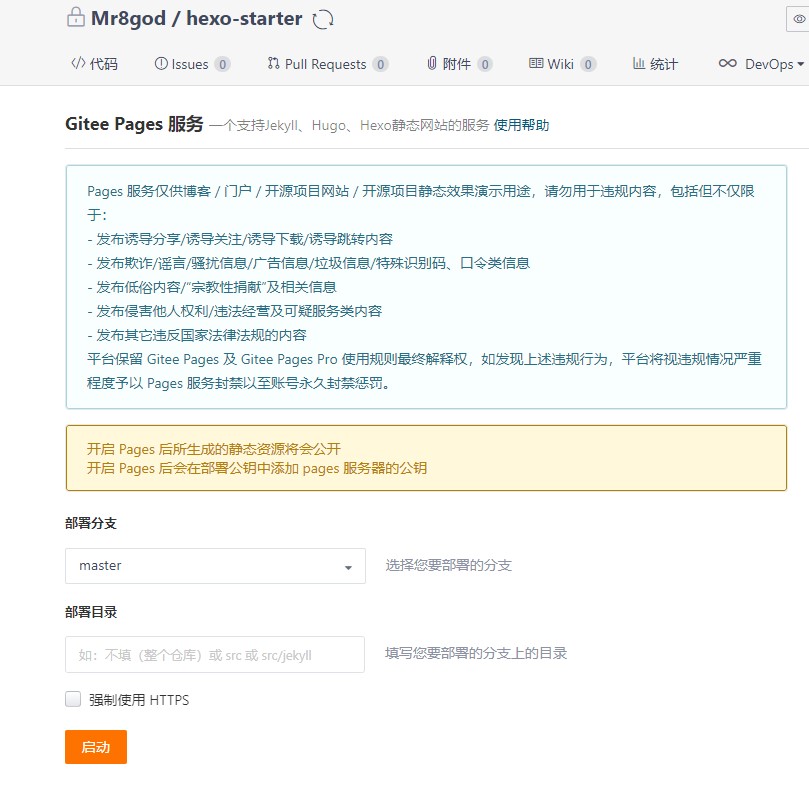 Mr8god / hexo-starter
代码 Issues 0 Pull Requests 0 附件 0 Wiki 0 统计 DevOps
Gitee Pages 服务 一个支持Jekyll、Hugo、Hexo静态网站的服务 使用帮助
Pages 服务仅供博客 / 门户 / 开源项目网站 / 开源项目静态效果演示用途，请勿用于违规内容，包括但不仅限
于：
- 发布诱导分享/诱导关注/诱导下载/诱导跳转内容
- 发布欺诈/谣言/骚扰信息/广告信息/垃圾信息/特殊识别码、口令类信息
- 发布低俗内容/“宗教性捐献”及相关信息
- 发布侵害他人权利/违法经营及可疑服务类内容
- 发布其它违反国家法律法规的内容
平台保留 Gitee Pages 及 Gitee Pages Pro 使用规则最终解释权，如发现上述违规行为，平台将视违规情况严重
程度予以 Pages 服务封禁以至账号永久封禁惩罚。
开启 Pages 后所生成的静态资源将会公开
开启 Pages 后会在部署公钥中添加 pages 服务器的公钥
部署分支
master 选择您要部署的分支
部署目录
如：不填（整个仓库）或 src 或 src/jekyll 填写您要部署的分支上的目录
强制使用 HTTPS
启动